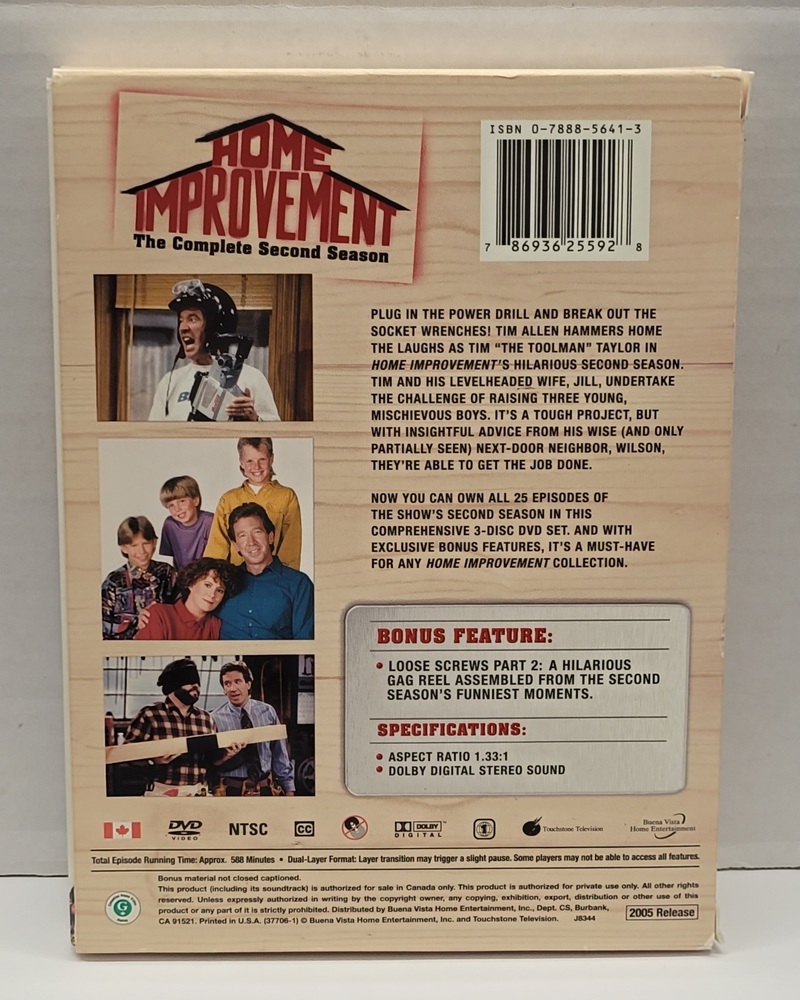 HOME
IMPROVEMENT
The Complete Second Season
ISBN 0-7888-5641-3
7 86936 25592 8
PLUG IN THE POWER DRILL AND BREAK OUT THE
SOCKET WRENCHES! TIM ALLEN HAMMERS HOME
THE LAUGHS AS TIM “THE TOOLMAN” TAYLOR IN
HOME IMPROVEMENT'S HILARIOUS SECOND SEASON.
TIM AND HIS LEVELHEADED WIFE, JILL, UNDERTAKE
THE CHALLENGE OF RAISING THREE YOUNG,
MISCHIEVOUS BOYS. IT'S A TOUGH PROJECT, BUT
WITH INSIGHTFUL ADVICE FROM HIS WISE (AND ONLY
PARTIALLY SEEN) NEXT-DOOR NEIGHBOR, WILSON,
THEY'RE ABLE TO GET THE JOB DONE.
NOW YOU CAN OWN ALL 25 EPISODES OF
THE SHOW'S SECOND SEASON IN THIS
COMPREHENSIVE 3-DISC DVD SET. AND WITH
EXCLUSIVE BONUS FEATURES, IT'S A MUST-HAVE
FOR ANY HOME IMPROVEMENT COLLECTION.
BONUS FEATURE:
• LOOSE SCREWS PART 2: A HILARIOUS
GAG REEL ASSEMBLED FROM THE SECOND
SEASON'S FUNNIEST MOMENTS.
SPECIFICATIONS:
• ASPECT RATIO 1.33:1
• DOLBY DIGITAL STEREO SOUND
DVD VIDEO NTSC CC DOLBY DIGITAL 1 Touchstone Television Buena Vista Home Entertainment
Total Episode Running Time: Approx. 588 Minutes • Dual-Layer Format: Layer transition may trigger a slight pause. Some players may not be able to access all features.
Bonus material not closed captioned.
This product (including its soundtrack) is authorized for sale in Canada only. This product is authorized for private use only. All other rights
reserved. Unless expressly authorized in writing by the copyright owner, any copying, exhibition, export, distribution or other use of this
product or any part of it is strictly prohibited. Distributed by Buena Vista Home Entertainment, Inc., Dept. CS, Burbank,
CA 91521. Printed in U.S.A. (37706-1) © Buena Vista Home Entertainment, Inc. and Touchstone Television. J8344
2005 Release
G